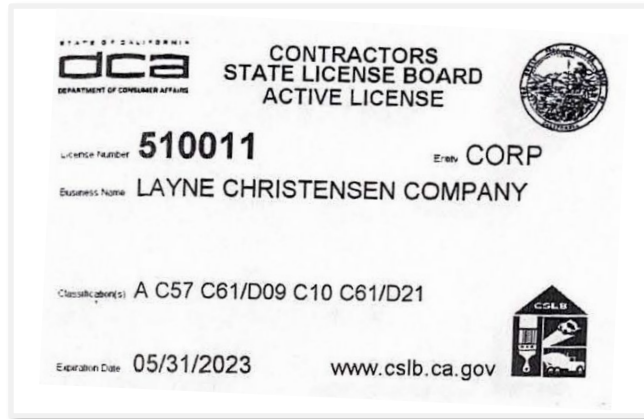 STATE OF CALIFORNIA
dca
DEPARTMENT OF CONSUMER AFFAIRS
CONTRACTORS
STATE LICENSE BOARD
ACTIVE LICENSE
License Number 510011
Entity CORP
Business Name LAYNE CHRISTENSEN COMPANY
Classification(s) A C57 C61/D09 C10 C61/D21
CSLB
Expiration Date 05/31/2023
www.cslb.ca.gov